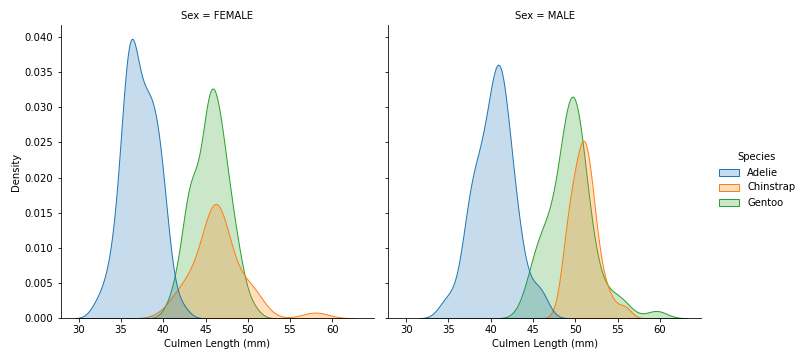 Sex = FEMALE
Sex = MALE
0.040
0.035
0.030
0.025
0.020
0.015
0.010
0.005
0.000
Density
30 35 40 45 50 55 60
30 35 40 45 50 55 60
Culmen Length (mm)
Culmen Length (mm)
Species
Adelie
Chinstrap
Gentoo